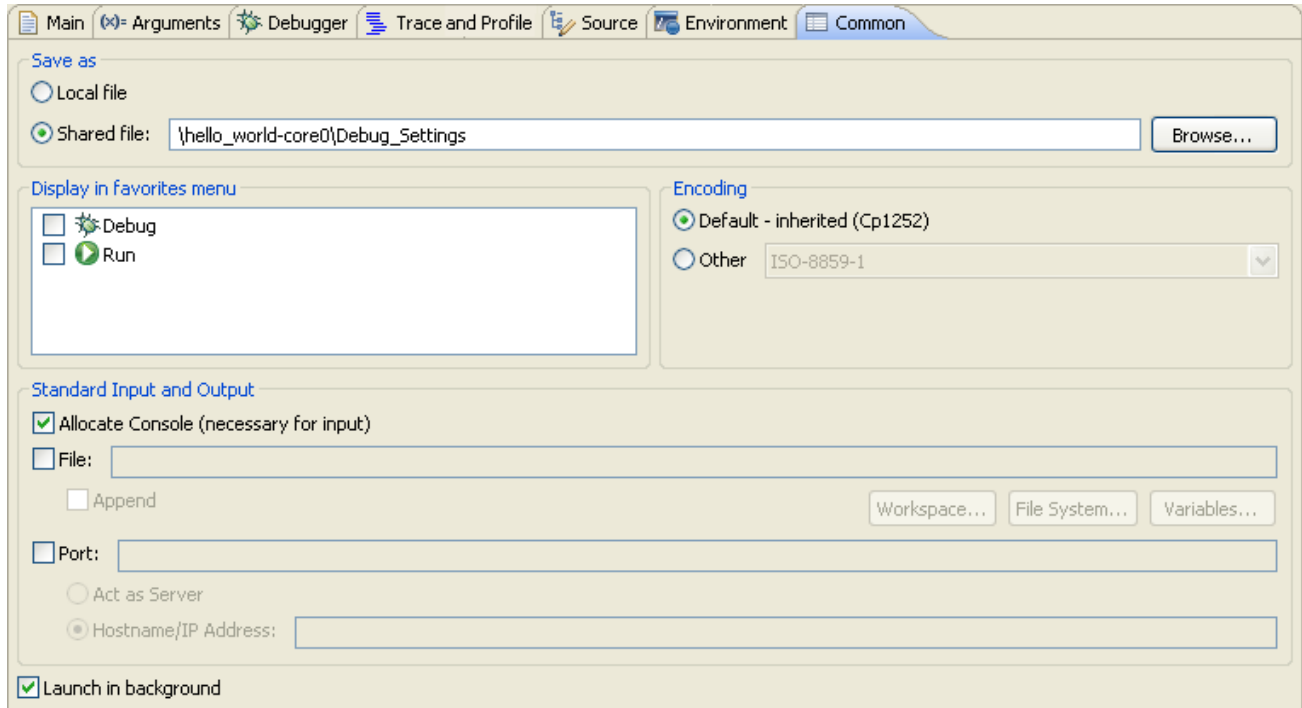 Main (x)= Arguments Debugger Trace and Profile Source Environment Common
Save as
Local file
Shared file: \hello_world-core0\Debug_Settings Browse...
Display in favorites menu
Debug
Run
Encoding
Default - inherited (Cp1252)
Other ISO-8859-1
Standard Input and Output
Allocate Console (necessary for input)
File:
Append Workspace... File System... Variables...
Port:
Act as Server
Hostname/IP Address:
Launch in background